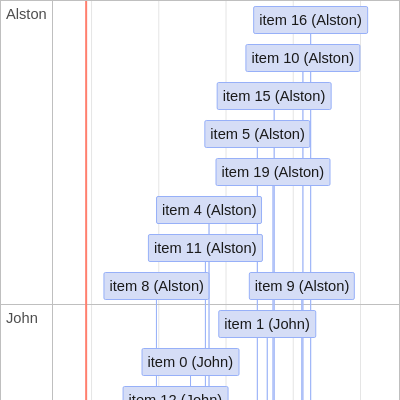 Alston
item 16 (Alston)
item 10 (Alston)
item 15 (Alston)
item 5 (Alston)
item 19 (Alston)
item 4 (Alston)
item 11 (Alston)
item 8 (Alston)
item 9 (Alston)
John
item 1 (John)
item 0 (John)
item 12 (John)